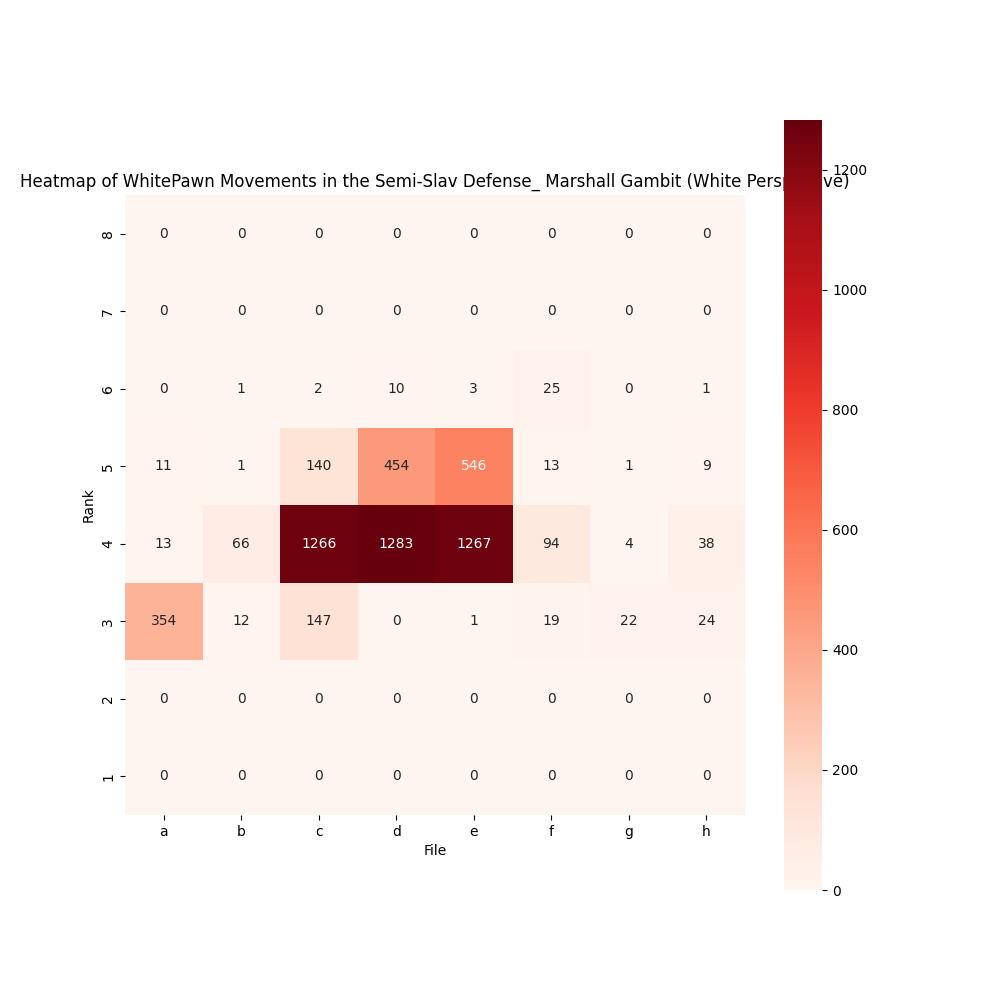 Heatmap of WhitePawn Movements in the Semi-Slav Defense_ Marshall Gambit (White Perspective)
8 0 0 0 0 0 0 0 0
7 0 0 0 0 0 0 0 0
6 0 1 2 10 3 25 0 1
5 11 1 140 454 546 13 1 9
Rank
4 13 66 1266 1283 1267 94 4 38
3 354 12 147 0 1 19 22 24
2 0 0 0 0 0 0 0 0
1 0 0 0 0 0 0 0 0
a b c d e f g h
File
1200
1000
800
600
400
200
0